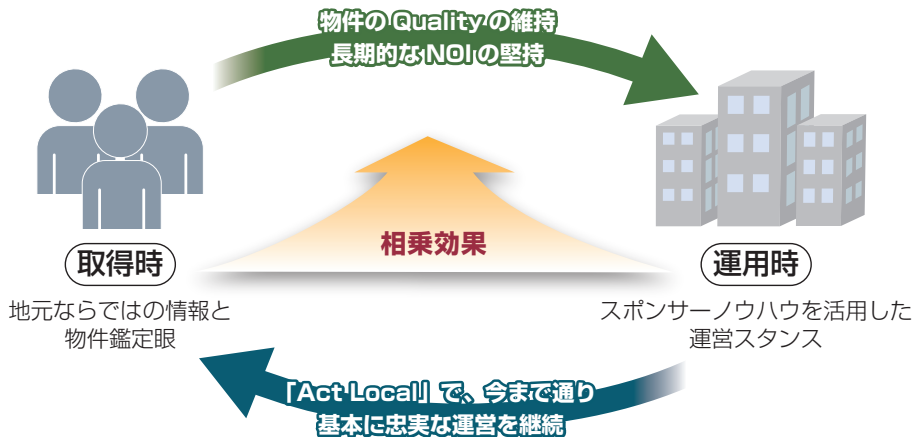 物件の Quality の維持
長期的な NOI の堅持
相乗効果
取得時
地元ならではの情報と
物件鑑定眼
運用時
スポンサーノウハウを活用した
運営スタンス
「Act Local」で、今まで通り
基本に忠実な運営を継続